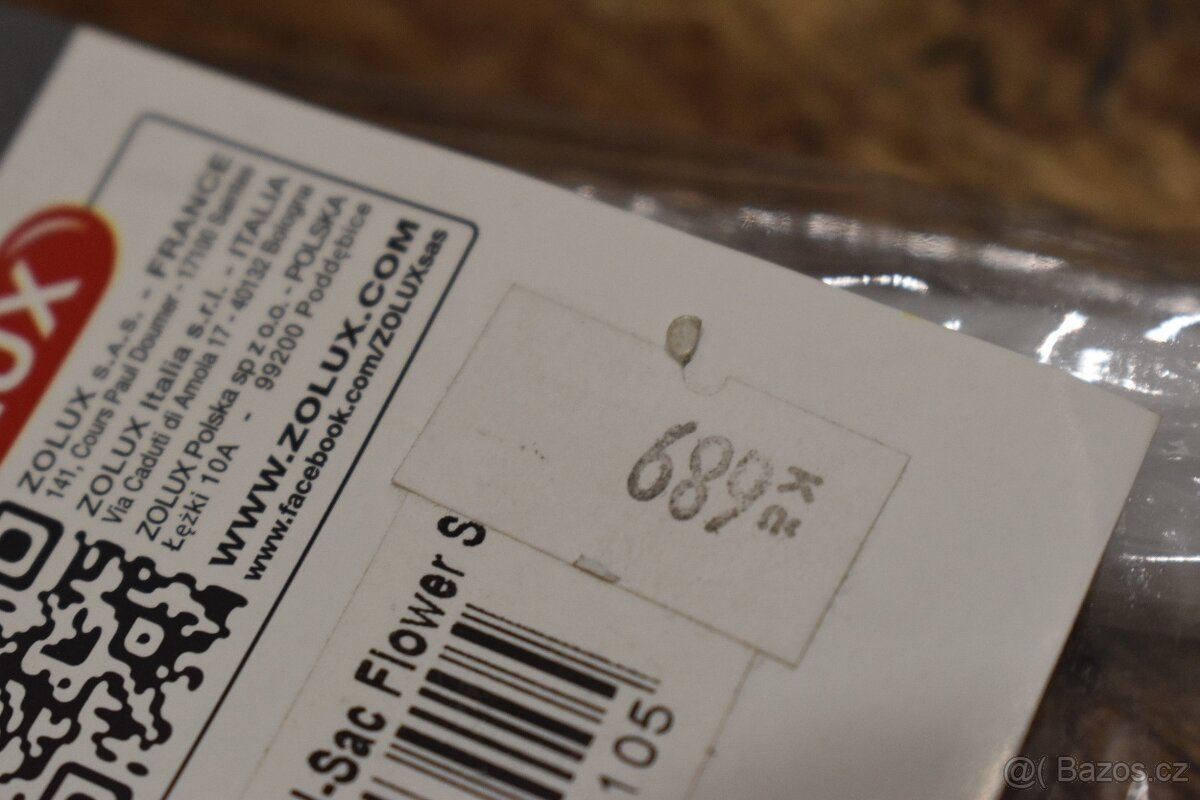 UX
ZOLUX s.A.S. - FRANCE
141, Cours Paul Doumer - 17100 Saintes
ZOLUX Italia s.r.l. - ITALIA
Via Caduti di Amola 17 - 40132 Bologna
ZOLUX Polska sp z o.o. - POLSKA
Łężki 10A - 99200 Poddębice
www.ZOLUX.COM
www.facebook.com/ZOLUXsas
689 Kč
l-Sac Flower S
105
@( Bazos.cz